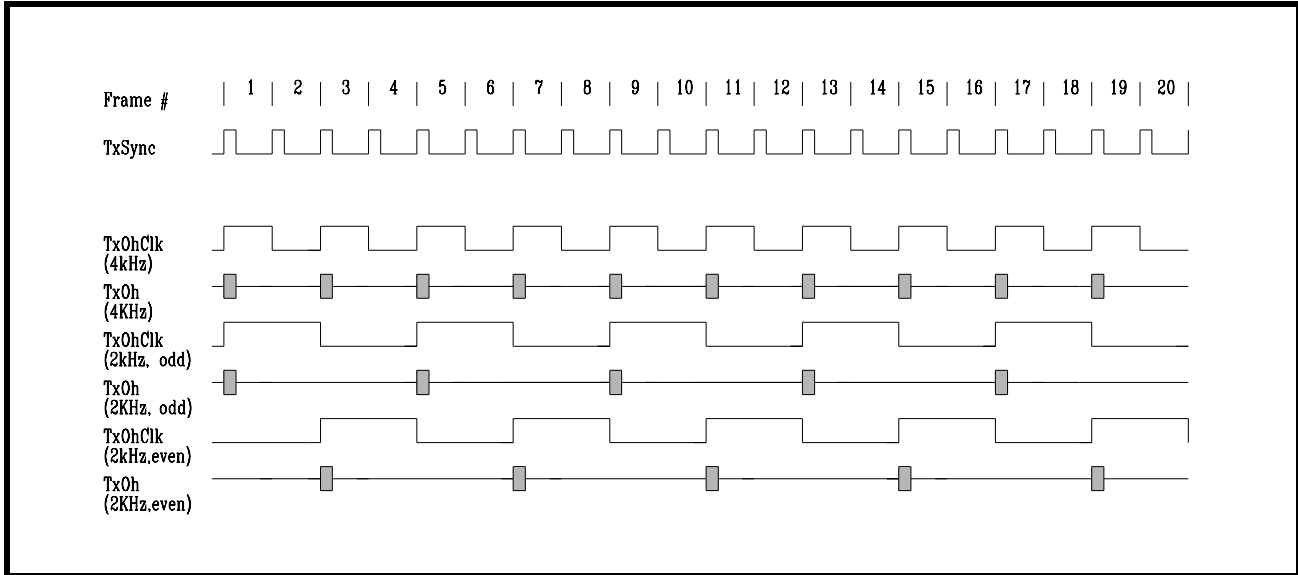 Frame # | 1 | 2 | 3 | 4 | 5 | 6 | 7 | 8 | 9 | 10 | 11 | 12 | 13 | 14 | 15 | 16 | 17 | 18 | 19 | 20 |
TxSync
TxOhClk
(4kHz)
TxOh
(4KHz)
TxOhClk
(2kHz, odd)
TxOh
(2KHz, odd)
TxOhClk
(2kHz,even)
TxOh
(2KHz,even)